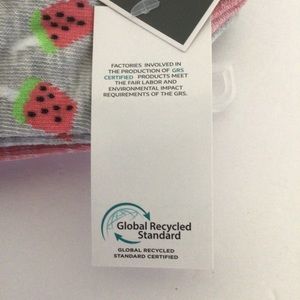 FACTORIES INVOLVED IN
THE PRODUCTION OF GRS
CERTIFIED PRODUCTS MEET
THE FAIR LABOR AND
ENVIRONMENTAL IMPACT
REQUIREMENTS OF THE GRS.
Global Recycled
Standard
GLOBAL RECYCLED
STANDARD CERTIFIED